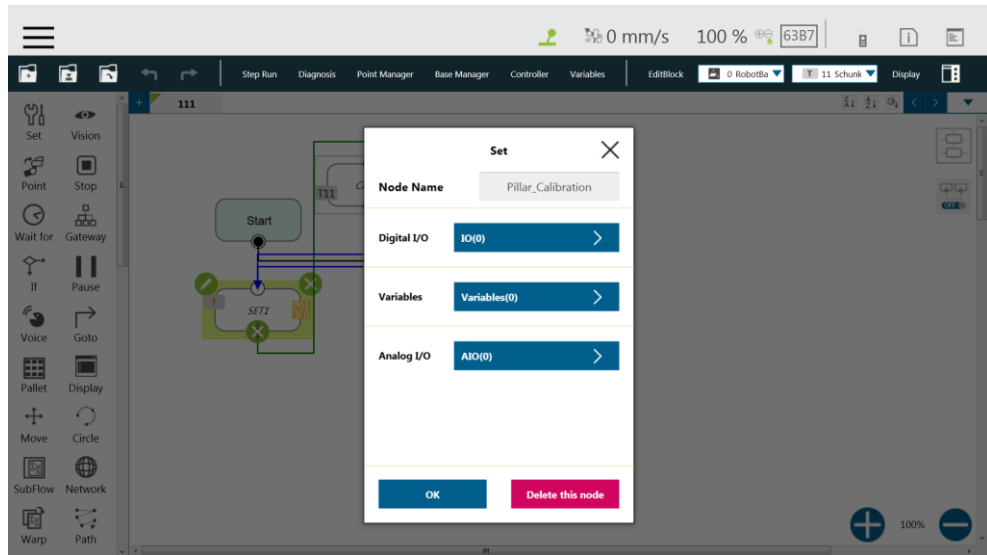 0 mm/s 100 % 63B7
Step Run Diagnosis Point Manager Base Manager Controller Variables EditBlock 0 RobotBa T 11 Schunk Display
+ 111
Set Vision
Point Stop
Wait for Gateway
If Pause
Voice Goto
Pallet Display
Move Circle
SubFlow Network
Warp Path
T11
Start
SET1
Set
Node Name Pillar_Calibration
Digital I/O IO(0)
Variables Variables(0)
Analog I/O AIO(0)
OK Delete this node
OFF
100%